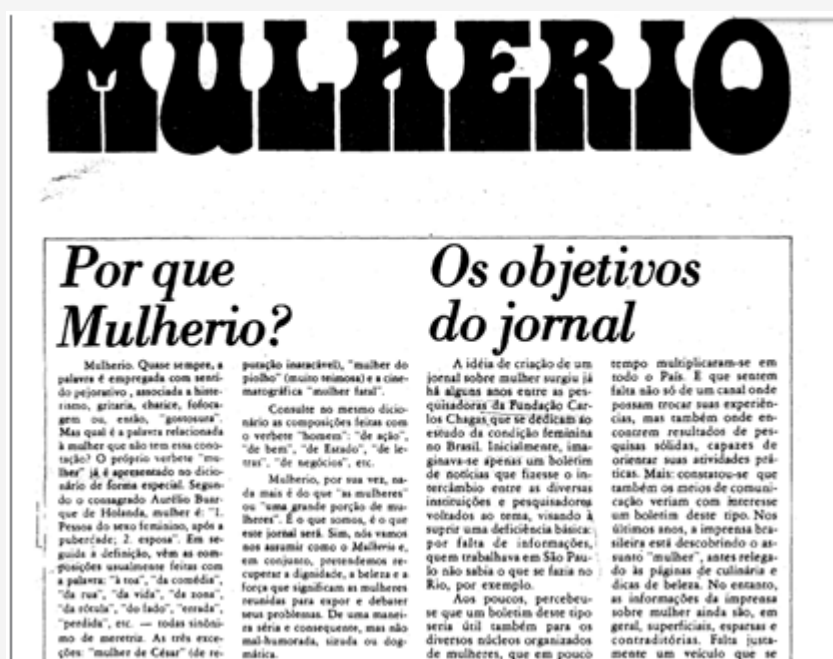 MULHERIO
Por que
Mulherio?
Mulherio. Quase sempre, a
palavra é empregada com senti-
do pejorativo, associada a histe-
rismo, gritaria, chatice, fofoca-
gem ou, então, "gostosura".
Mas qual é a palavra relacionada
à mulher que não tem essa cono-
tação? O próprio verbete "mu-
lher" já é apresentado no dicio-
nário de forma especial. Segun-
do o consagrado Aurélio Buar-
que de Holanda, mulher é: "1.
Pessoa do sexo feminino, após a
puberdade; 2. esposa". Em se-
guida à definição, vêm as com-
posições usualmente feitas com
a palavra: "à toa", "da comédia",
"da rua", "da vida", "da zona",
"da rótula", "do fado", "errada",
"perdida", etc. — todas sinôni-
mo de meretriz. As três exce-
ções: "mulher de César" (de re-
putação inatacável), "mulher do
piolho" (muito teimosa) e a cine-
matográfica "mulher fatal".
Consulte no mesmo dicio-
nário as composições feitas com
o verbete "homem": "de ação",
"de bem", "de Estado", "de le-
tras", "de negócios", etc.
Mulherio, por sua vez, na-
da mais é do que "as mulheres"
ou "uma grande porção de mu-
lheres". É o que somos, é o que
este jornal será. Sim, nós vamos
nos assumir como o Mulherio e,
em conjunto, pretendemos re-
cuperar a dignidade, a beleza e a
força que significam as mulheres
reunidas para expor e debater
seus problemas. De uma manei-
ra séria e consequente, mas não
mal-humorada, sizuda ou dog-
mática.
Os objetivos
do jornal
A idéia de criação de um
jornal sobre mulher surgiu já
há alguns anos entre as pes-
quisadoras da Fundação Car-
los Chagas que se dedicam ao
estudo da condição feminina
no Brasil. Inicialmente, ima-
ginava-se apenas um boletim
de notícias que fizesse o in-
tercâmbio entre as diversas
instituições e pesquisadores
voltados ao tema, visando à
suprir uma deficiência básica:
por falta de informações,
quem trabalhava em São Pau-
lo não sabia o que se fazia no
Rio, por exemplo.
Aos poucos, percebeu-
se que um boletim deste tipo
seria útil também para os
diversos núcleos organizados
de mulheres, que em pouco
tempo multiplicaram-se em
todo o País. E que sentem
falta não só de um canal onde
possam trocar suas experiên-
cias, mas também onde en-
contrem resultados de pes-
quisas sólidas, capazes de
orientar suas atividades prá-
ticas. Mais: constatou-se que
também os meios de comuni-
cação veriam com interesse
um boletim deste tipo. Nos
últimos anos, a imprensa bra-
sileira está descobrindo o as-
sunto "mulher", antes relega-
do às páginas de culinária e
dicas de beleza. No entanto,
as informações da imprensa
sobre mulher ainda são, em
geral, superficiais, esparsas e
contraditórias. Falta justa-
mente um veículo que se